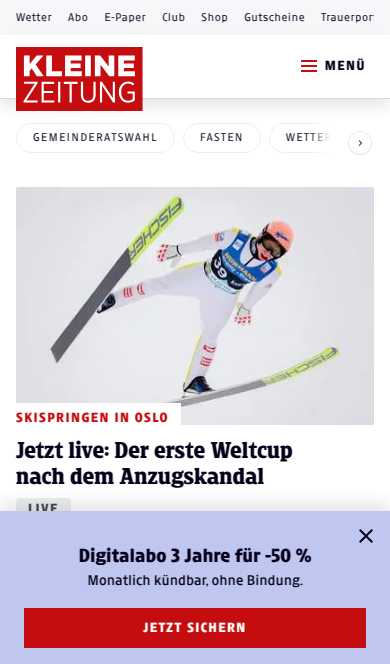 Wetter Abo E-Paper Club Shop Gutscheine Trauerpor
KLEINE
ZEITUNG
MENÜ
GEMEINDERATSWAHL FASTEN WETTER
FISCHER
39
SKISPRINGEN IN OSLO
Jetzt live: Der erste Weltcup
nach dem Anzugskandal
LIVE
Digitalabo 3 Jahre für -50 %
Monatlich kündbar, ohne Bindung.
JETZT SICHERN